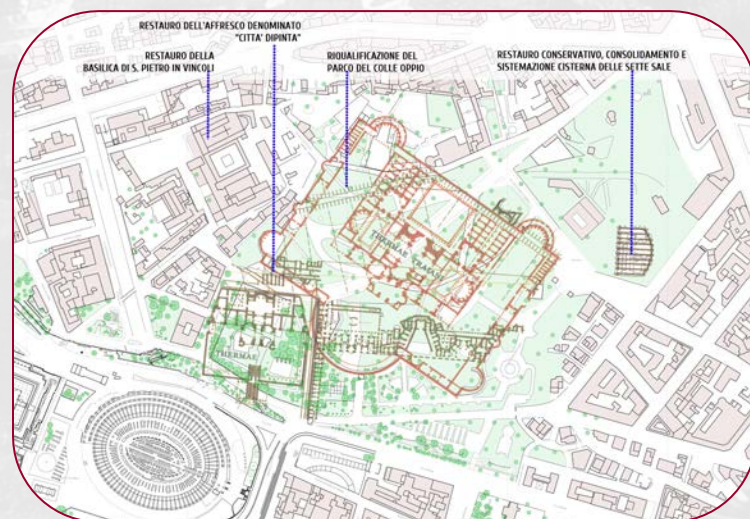 RESTAURO DELL'AFFRESCO DENOMINATO
"CITTA' DIPINTA"
RESTAURO DELLA
BASILICA DI S. PIETRO IN VINCOLI
RIQUALIFICAZIONE DEL
PARCO DEL COLLE OPPIO
RESTAURO CONSERVATIVO, CONSOLIDAMENTO E
SISTEMAZIONE CISTERNA DELLE SETTE SALE
THERMAE TRAIANI
THERMAE